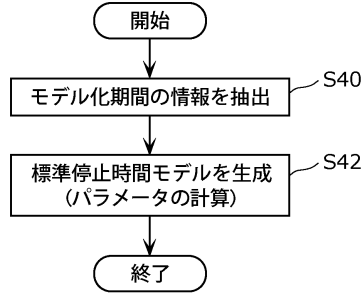 開始
モデル化期間の情報を抽出
S40
標準停止時間モデルを生成
(パラメータの計算)
S42
終了